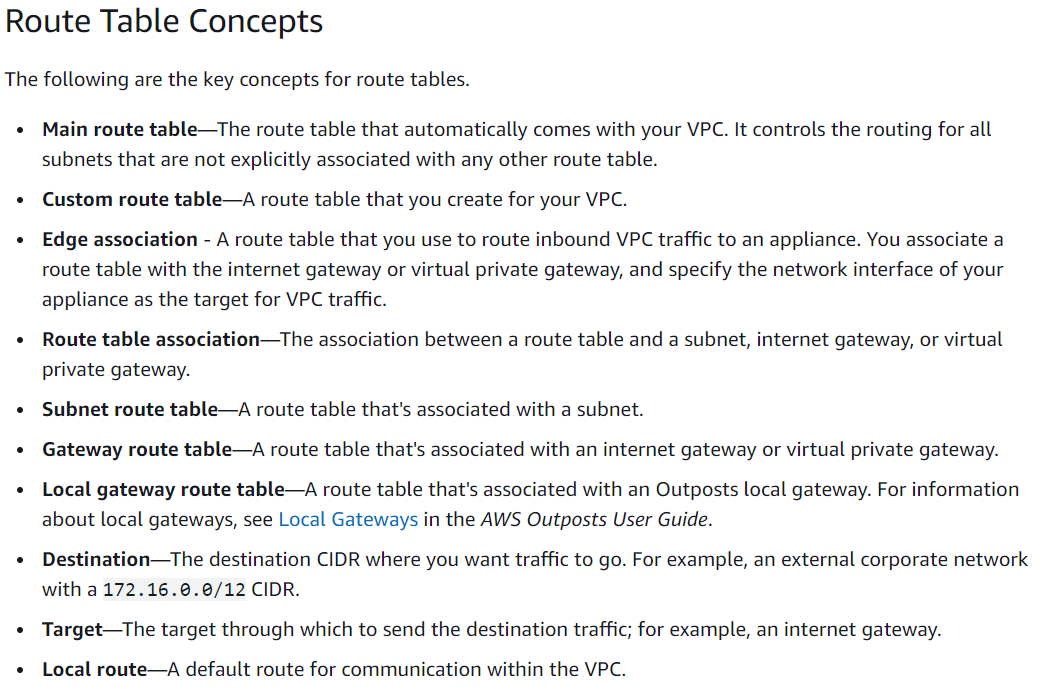 Route Table Concepts
The following are the key concepts for route tables.
• Main route table—The route table that automatically comes with your VPC. It controls the routing for all
subnets that are not explicitly associated with any other route table.
• Custom route table—A route table that you create for your VPC.
• Edge association - A route table that you use to route inbound VPC traffic to an appliance. You associate a
route table with the internet gateway or virtual private gateway, and specify the network interface of your
appliance as the target for VPC traffic.
• Route table association—The association between a route table and a subnet, internet gateway, or virtual
private gateway.
• Subnet route table—A route table that's associated with a subnet.
• Gateway route table—A route table that's associated with an internet gateway or virtual private gateway.
• Local gateway route table—A route table that's associated with an Outposts local gateway. For information
about local gateways, see Local Gateways in the AWS Outposts User Guide.
• Destination—The destination CIDR where you want traffic to go. For example, an external corporate network
with a 172.16.0.0/12 CIDR.
• Target—The target through which to send the destination traffic; for example, an internet gateway.
• Local route—A default route for communication within the VPC.